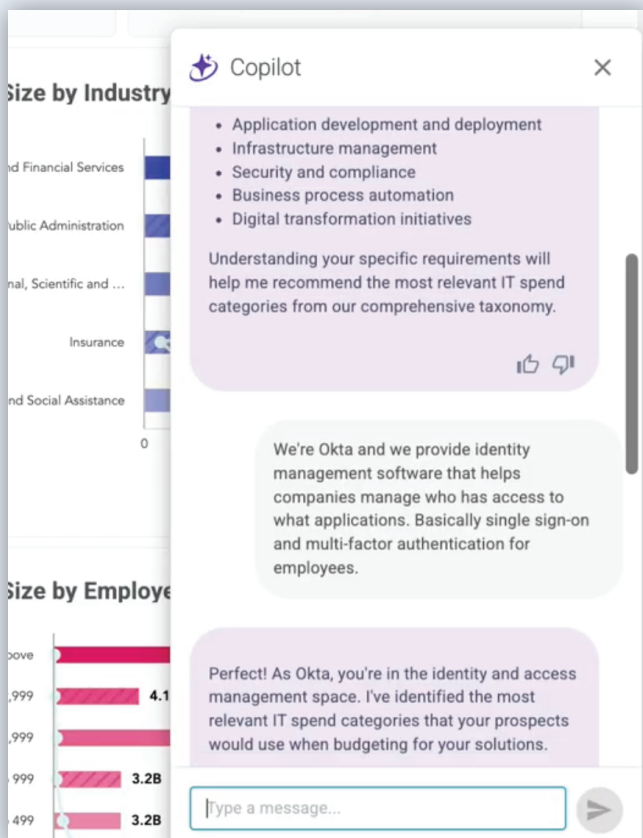 Copilot
Size by Industry
nd Financial Services
ublic Administration
nal, Scientific and ...
Insurance
nd Social Assistance
0
Size by Employe
bove
,999
4.1
,999
999
3.2B
499
3.2B
• Application development and deployment
• Infrastructure management
• Security and compliance
• Business process automation
• Digital transformation initiatives
Understanding your specific requirements will
help me recommend the most relevant IT spend
categories from our comprehensive taxonomy.
We're Okta and we provide identity
management software that helps
companies manage who has access to
what applications. Basically single sign-on
and multi-factor authentication for
employees.
Perfect! As Okta, you're in the identity and access
management space. I've identified the most
relevant IT spend categories that your prospects
would use when budgeting for your solutions.
Type a message...